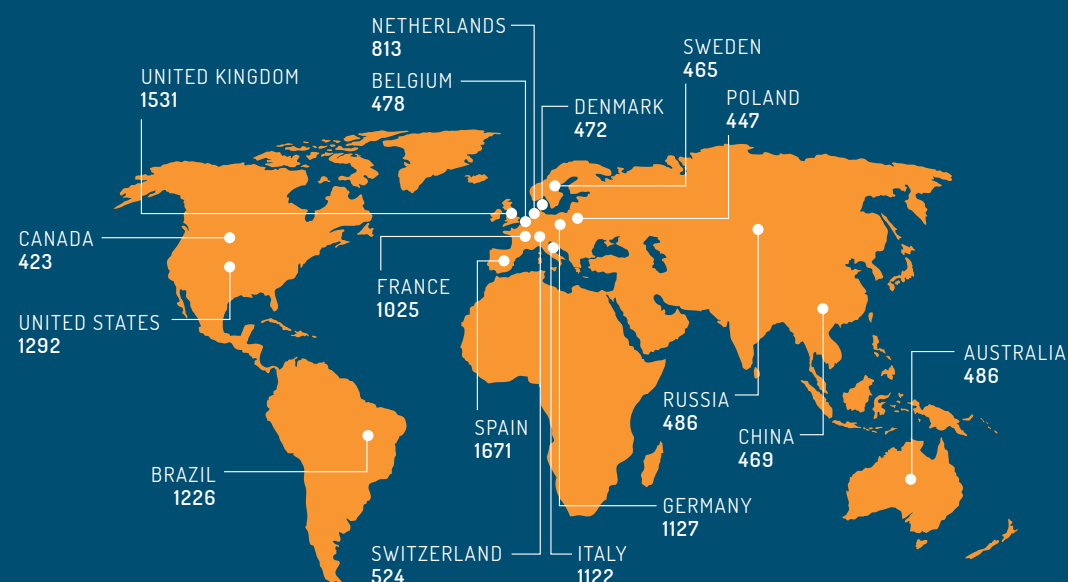 NETHERLANDS
813
SWEDEN
465
UNITED KINGDOM
1531
BELGIUM
478
POLAND
447
DENMARK
472
CANADA
423
FRANCE
1025
UNITED STATES
1292
AUSTRALIA
486
RUSSIA
486
SPAIN
1671
CHINA
469
BRAZIL
1226
GERMANY
1127
SWITZERLAND
524
ITALY
1122